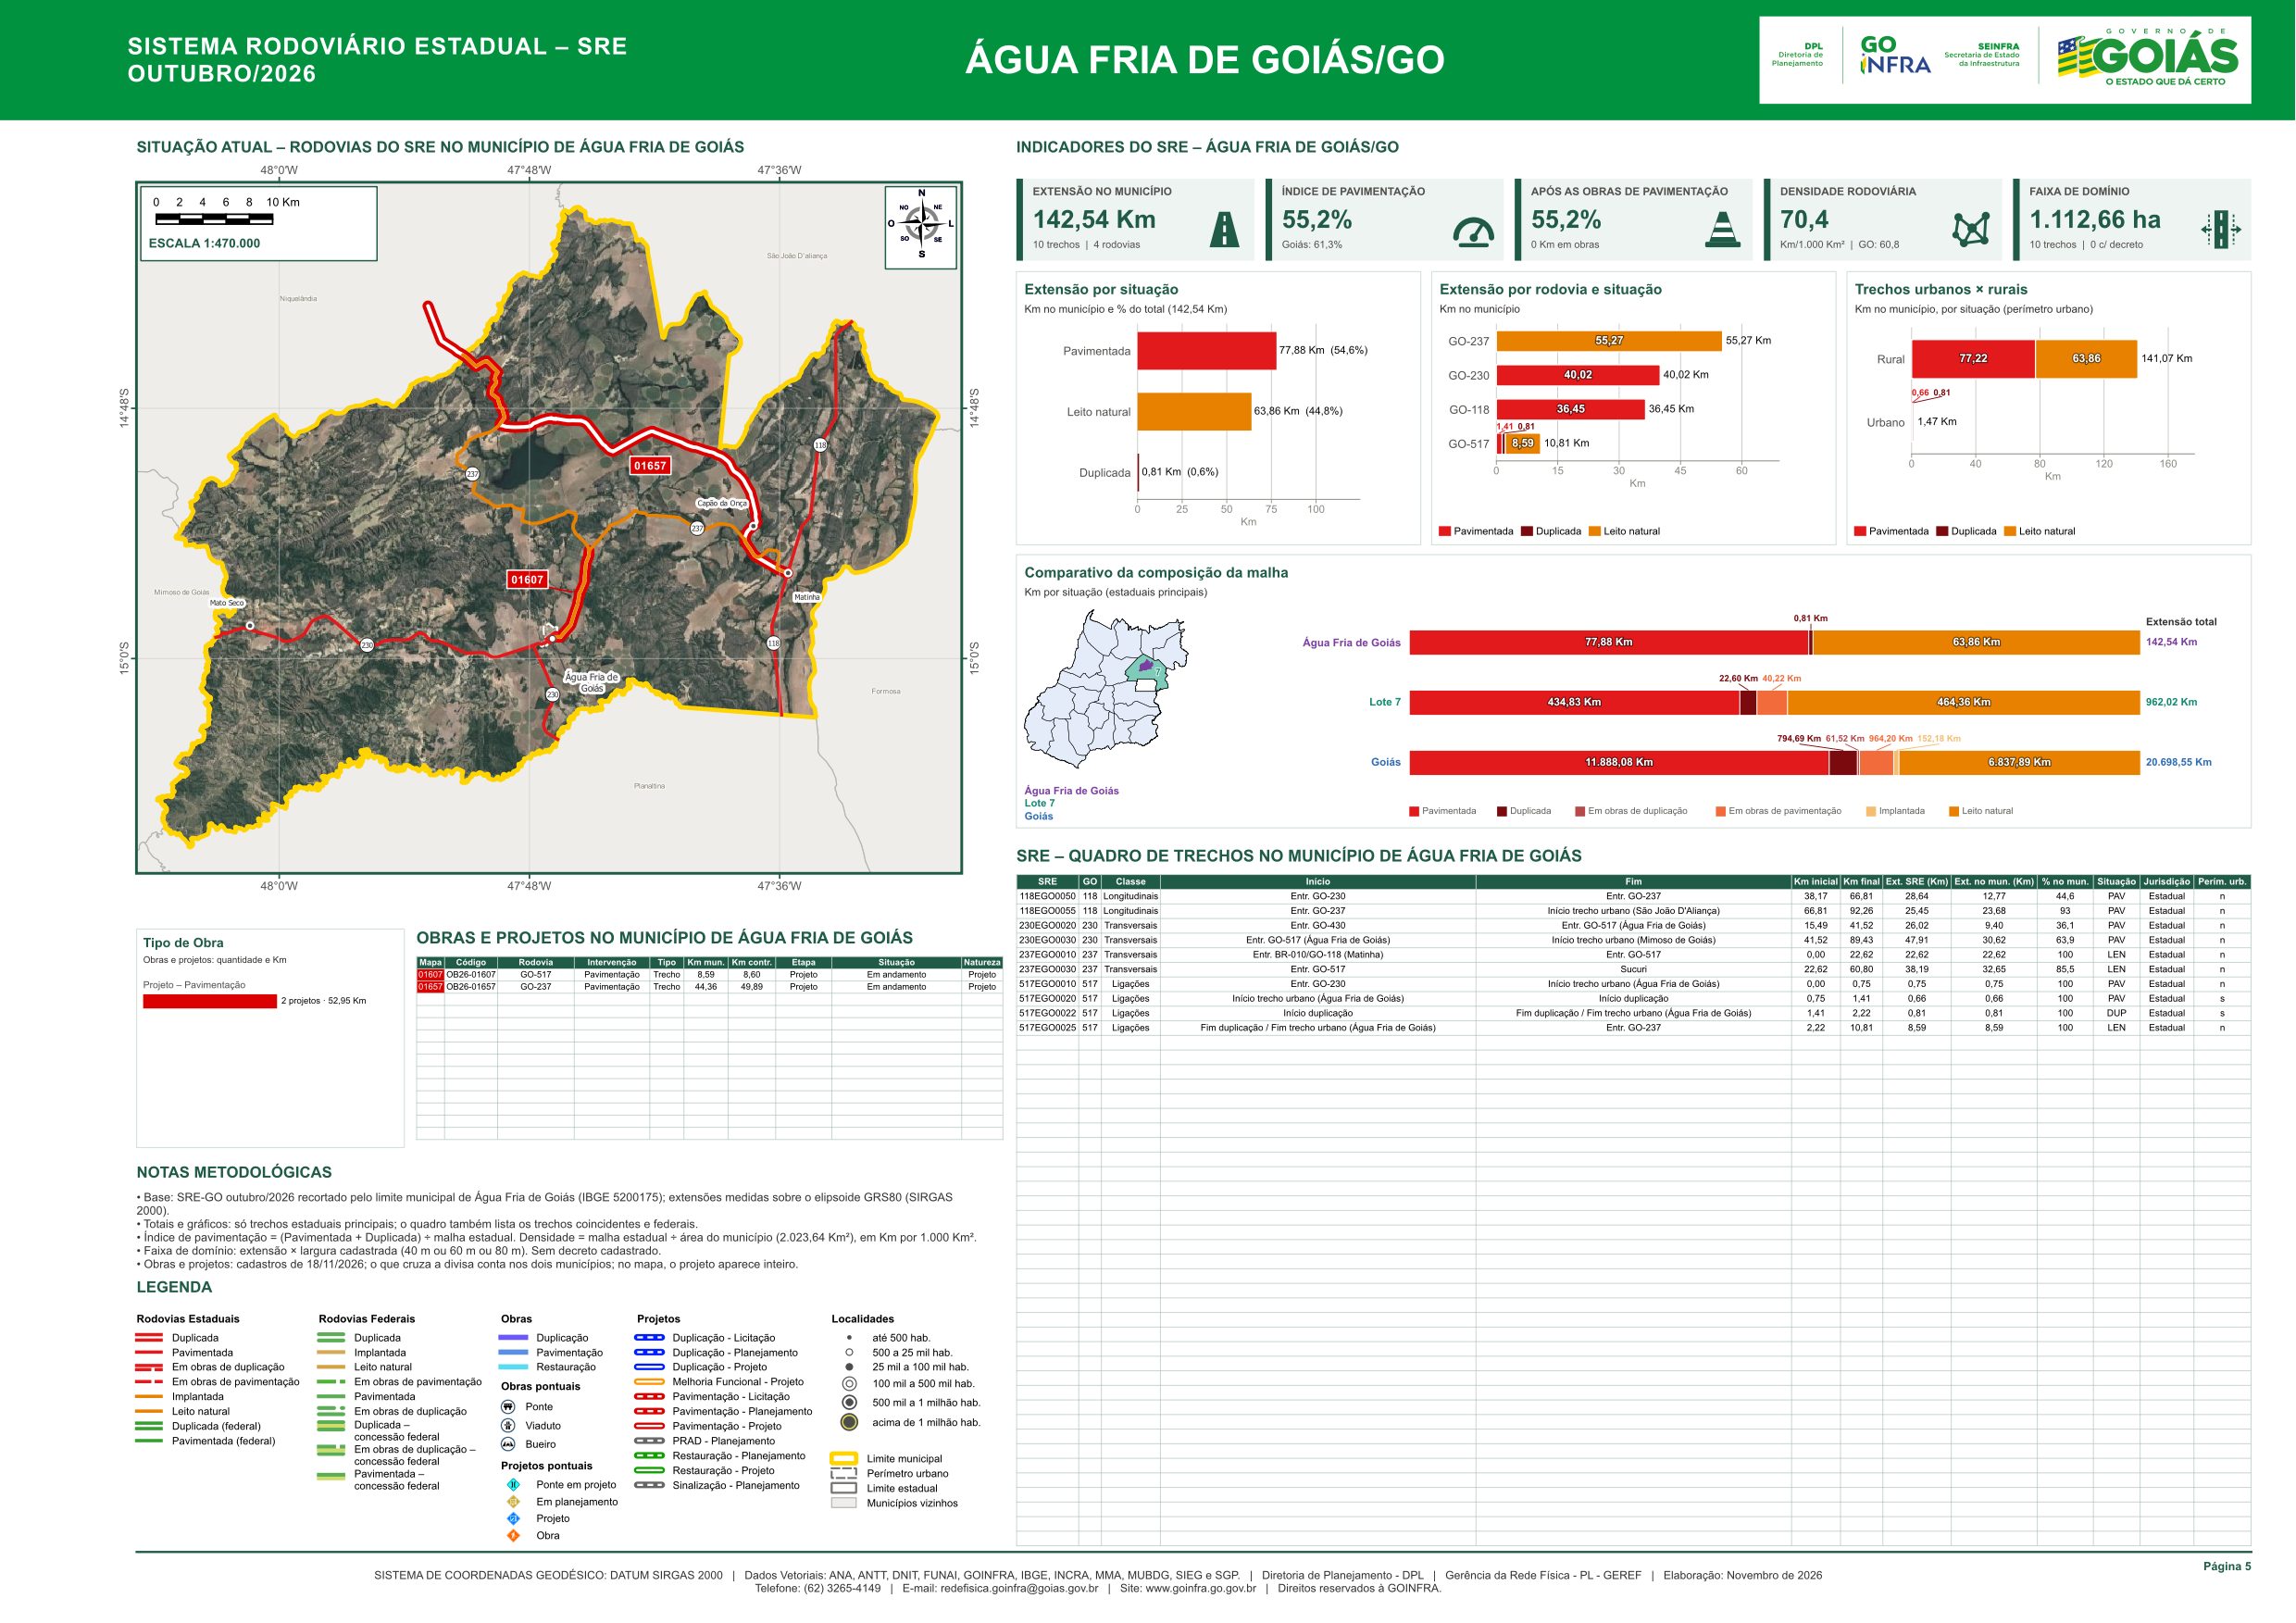 SISTEMA RODOVIÁRIO ESTADUAL – SRE
OUTUBRO/2026
ÁGUA FRIA DE GOIÁS/GO
DPL
Diretoria de
Planejamento
GO
INFRA
SEINFRA
Secretaria de Estado
da Infraestrutura
GOVERNO DE
GOIÁS
O ESTADO QUE DÁ CERTO
SITUAÇÃO ATUAL – RODOVIAS DO SRE NO MUNICÍPIO DE ÁGUA FRIA DE GOIÁS
48°0'W 47°48'W 47°36'W
0 2 4 6 8 10 Km
ESCALA 1:470.000
N
NO NE
O L
SO SE
S
São João D'aliança
Niquelândia
14°48'S 14°48'S
118
01657
237
Capão da Onça
237
01607
Mimoso de Goiás
Mato Seco
Matinha
230
118
15°0'S 15°0'S
Água Fria de
Goiás
230
Formosa
Planaltina
48°0'W 47°48'W 47°36'W
INDICADORES DO SRE – ÁGUA FRIA DE GOIÁS/GO
EXTENSÃO NO MUNICÍPIO
142,54 Km
10 trechos | 4 rodovias
ÍNDICE DE PAVIMENTAÇÃO
55,2%
Goiás: 61,3%
APÓS AS OBRAS DE PAVIMENTAÇÃO
55,2%
0 Km em obras
DENSIDADE RODOVIÁRIA
70,4
Km/1.000 Km² | GO: 60,8
FAIXA DE DOMÍNIO
1.112,66 ha
10 trechos | 0 c/ decreto
Extensão por situação
Km no município e % do total (142,54 Km)
Pavimentada 77,88 Km (54,6%)
Leito natural 63,86 Km (44,8%)
Duplicada 0,81 Km (0,6%)
0 25 50 75 100
Km
Extensão por rodovia e situação
Km no município
GO-237 55,27 55,27 Km
GO-230 40,02 40,02 Km
GO-118 36,45 36,45 Km
1,41 0,81
GO-517 8,59 10,81 Km
0 15 30 45 60
Km
Pavimentada Duplicada Leito natural
Trechos urbanos × rurais
Km no município, por situação (perímetro urbano)
Rural 77,22 63,86 141,07 Km
0,66 0,81
Urbano 1,47 Km
0 40 80 120 160
Km
Pavimentada Duplicada Leito natural
Comparativo da composição da malha
Km por situação (estaduais principais)
7
Água Fria de Goiás
Lote 7
Goiás
0,81 Km Extensão total
Água Fria de Goiás 77,88 Km 63,86 Km 142,54 Km
22,60 Km 40,22 Km
Lote 7 434,83 Km 464,36 Km 962,02 Km
794,69 Km 61,52 Km 964,20 Km 152,18 Km
Goiás 11.888,08 Km 6.837,89 Km 20.698,55 Km
Pavimentada Duplicada Em obras de duplicação Em obras de pavimentação Implantada Leito natural
SRE – QUADRO DE TRECHOS NO MUNICÍPIO DE ÁGUA FRIA DE GOIÁS
SRE GO Classe Início Fim Km inicial Km final Ext. SRE (Km) Ext. no mun. (Km) % no mun. Situação Jurisdição Perím. urb.
118EGO0050 118 Longitudinais Entr. GO-230 Entr. GO-237 38,17 66,81 28,64 12,77 44,6 PAV Estadual n
118EGO0055 118 Longitudinais Entr. GO-237 Início trecho urbano (São João D'Aliança) 66,81 92,26 25,45 23,68 93 PAV Estadual n
230EGO0020 230 Transversais Entr. GO-430 Entr. GO-517 (Água Fria de Goiás) 15,49 41,52 26,02 9,40 36,1 PAV Estadual n
230EGO0030 230 Transversais Entr. GO-517 (Água Fria de Goiás) Início trecho urbano (Mimoso de Goiás) 41,52 89,43 47,91 30,62 63,9 PAV Estadual n
237EGO0010 237 Transversais Entr. BR-010/GO-118 (Matinha) Entr. GO-517 0,00 22,62 22,62 22,62 100 LEN Estadual n
237EGO0030 237 Transversais Entr. GO-517 Sucuri 22,62 60,80 38,19 32,65 85,5 LEN Estadual n
517EGO0010 517 Ligações Entr. GO-230 Início trecho urbano (Água Fria de Goiás) 0,00 0,75 0,75 0,75 100 PAV Estadual n
517EGO0020 517 Ligações Início trecho urbano (Água Fria de Goiás) Início duplicação 0,75 1,41 0,66 0,66 100 PAV Estadual s
517EGO0022 517 Ligações Início duplicação Fim duplicação / Fim trecho urbano (Água Fria de Goiás) 1,41 2,22 0,81 0,81 100 DUP Estadual s
517EGO0025 517 Ligações Fim duplicação / Fim trecho urbano (Água Fria de Goiás) Entr. GO-237 2,22 10,81 8,59 8,59 100 LEN Estadual n
Tipo de Obra
Obras e projetos: quantidade e Km
Projeto – Pavimentação
2 projetos · 52,95 Km
OBRAS E PROJETOS NO MUNICÍPIO DE ÁGUA FRIA DE GOIÁS
Mapa Código Rodovia Intervenção Tipo Km mun. Km contr. Etapa Situação Natureza
01607 OB26-01607 GO-517 Pavimentação Trecho 8,59 8,60 Projeto Em andamento Projeto
01657 OB26-01657 GO-237 Pavimentação Trecho 44,36 49,89 Projeto Em andamento Projeto
NOTAS METODOLÓGICAS
• Base: SRE-GO outubro/2026 recortado pelo limite municipal de Água Fria de Goiás (IBGE 5200175); extensões medidas sobre o elipsoide GRS80 (SIRGAS
2000).
• Totais e gráficos: só trechos estaduais principais; o quadro também lista os trechos coincidentes e federais.
• Índice de pavimentação = (Pavimentada + Duplicada) ÷ malha estadual. Densidade = malha estadual ÷ área do município (2.023,64 Km²), em Km por 1.000 Km².
• Faixa de domínio: extensão × largura cadastrada (40 m ou 60 m ou 80 m). Sem decreto cadastrado.
• Obras e projetos: cadastros de 18/11/2026; o que cruza a divisa conta nos dois municípios; no mapa, o projeto aparece inteiro.
LEGENDA
Rodovias Estaduais
Duplicada
Pavimentada
Em obras de duplicação
Em obras de pavimentação
Implantada
Leito natural
Duplicada (federal)
Pavimentada (federal)
Rodovias Federais
Duplicada
Implantada
Leito natural
Em obras de pavimentação
Pavimentada
Em obras de duplicação
Duplicada –
concessão federal
Em obras de duplicação –
concessão federal
Pavimentada –
concessão federal
Obras
Duplicação
Pavimentação
Restauração
Obras pontuais
Ponte
Viaduto
Bueiro
Projetos pontuais
Ponte em projeto
Em planejamento
Projeto
Obra
Projetos
Duplicação - Licitação
Duplicação - Planejamento
Duplicação - Projeto
Melhoria Funcional - Projeto
Pavimentação - Licitação
Pavimentação - Planejamento
Pavimentação - Projeto
PRAD - Planejamento
Restauração - Planejamento
Restauração - Projeto
Sinalização - Planejamento
Localidades
até 500 hab.
500 a 25 mil hab.
25 mil a 100 mil hab.
100 mil a 500 mil hab.
500 mil a 1 milhão hab.
acima de 1 milhão hab.
Limite municipal
Perímetro urbano
Limite estadual
Municípios vizinhos
Página 5
SISTEMA DE COORDENADAS GEODÉSICO: DATUM SIRGAS 2000 | Dados Vetoriais: ANA, ANTT, DNIT, FUNAI, GOINFRA, IBGE, INCRA, MMA, MUBDG, SIEG e SGP. | Diretoria de Planejamento - DPL | Gerência da Rede Física - PL - GEREF | Elaboração: Novembro de 2026
Telefone: (62) 3265-4149 | E-mail: redefisica.goinfra@goias.gov.br | Site: www.goinfra.go.gov.br | Direitos reservados à GOINFRA.